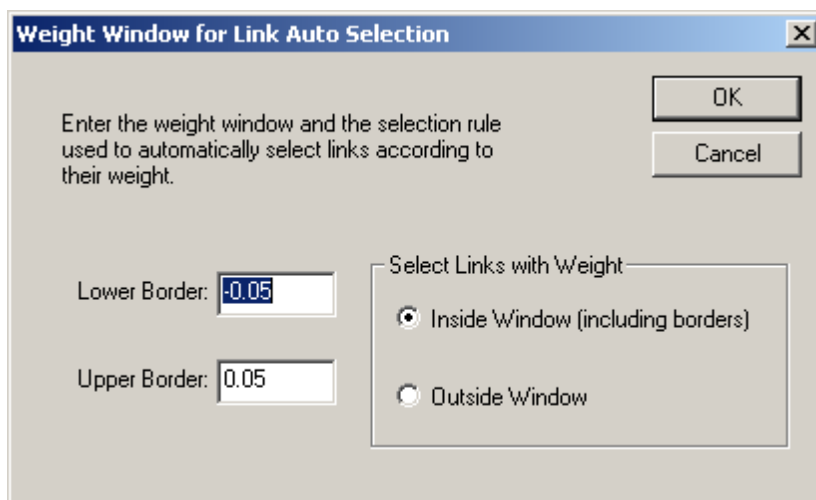 Weight Window for Link Auto Selection
OK
Enter the weight window and the selection rule
used to automatically select links according to
their weight.
Cancel
Select Links with Weight
Lower Border: -0.05
Inside Window (including borders)
Upper Border: 0.05
Outside Window